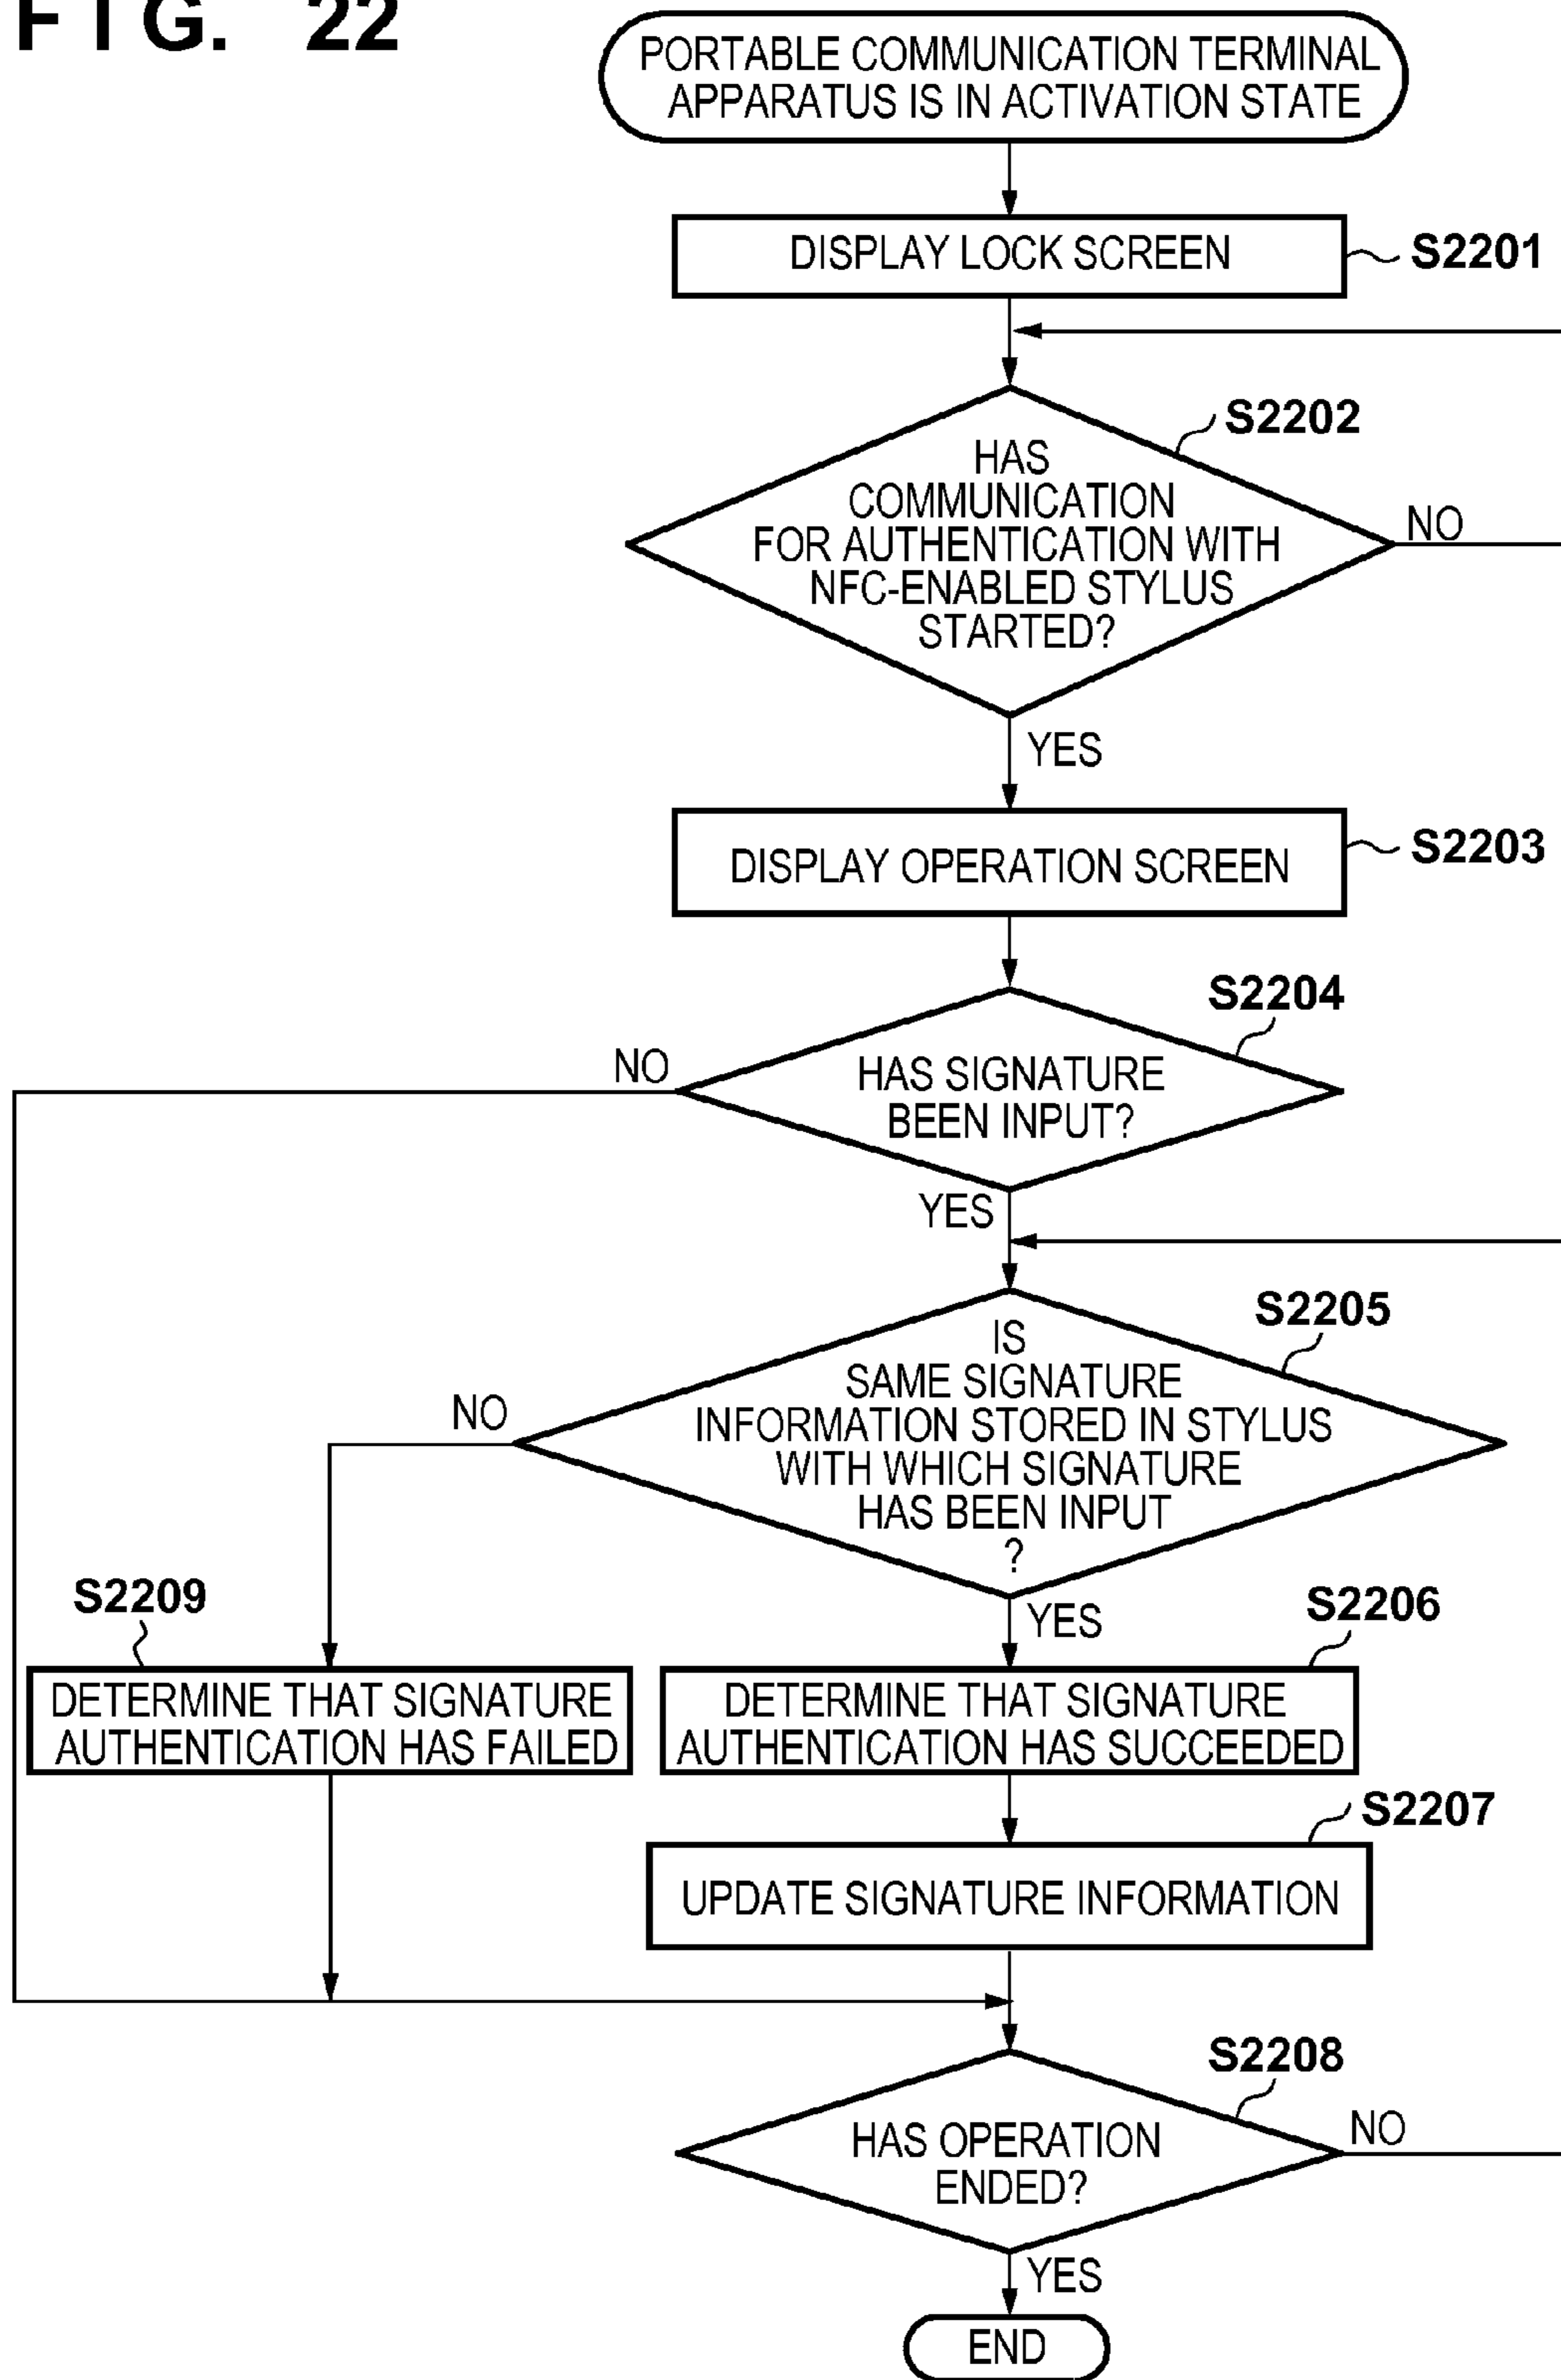 FIG. 22
PORTABLE COMMUNICATION TERMINAL
APPARATUS IS IN ACTIVATION STATE
DISPLAY LOCK SCREEN
S2201
S2202
HAS
COMMUNICATION
FOR AUTHENTICATION WITH
NFC-ENABLED STYLUS
STARTED?
NO
YES
DISPLAY OPERATION SCREEN
S2203
S2204
NO
HAS SIGNATURE
BEEN INPUT?
YES
S2205
IS
SAME SIGNATURE
INFORMATION STORED IN STYLUS
WITH WHICH SIGNATURE
HAS BEEN INPUT
?
NO
YES
S2209
S2206
DETERMINE THAT SIGNATURE
AUTHENTICATION HAS FAILED
DETERMINE THAT SIGNATURE
AUTHENTICATION HAS SUCCEEDED
S2207
UPDATE SIGNATURE INFORMATION
S2208
HAS OPERATION
ENDED?
NO
YES
END